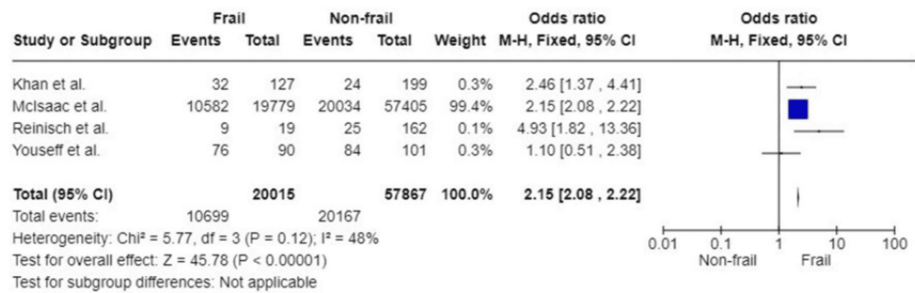 Frail Non-frail Odds ratio Odds ratio
Study or Subgroup Events Total Events Total Weight M-H, Fixed, 95% CI M-H, Fixed, 95% CI
Khan et al. 32 127 24 199 0.3% 2.46 [1.37 , 4.41]
McIsaac et al. 10582 19779 20034 57405 99.4% 2.15 [2.08 , 2.22]
Reinisch et al. 9 19 25 162 0.1% 4.93 [1.82 , 13.36]
Youseff et al. 76 90 84 101 0.3% 1.10 [0.51 , 2.38]
Total (95% CI) 20015 57867 100.0% 2.15 [2.08 , 2.22]
Total events: 10699 20167
Heterogeneity: Chi² = 5.77, df = 3 (P = 0.12); I² = 48%
0.01 0.1 1 10 100
Test for overall effect: Z = 45.78 (P < 0.00001)
Non-frail Frail
Test for subgroup differences: Not applicable